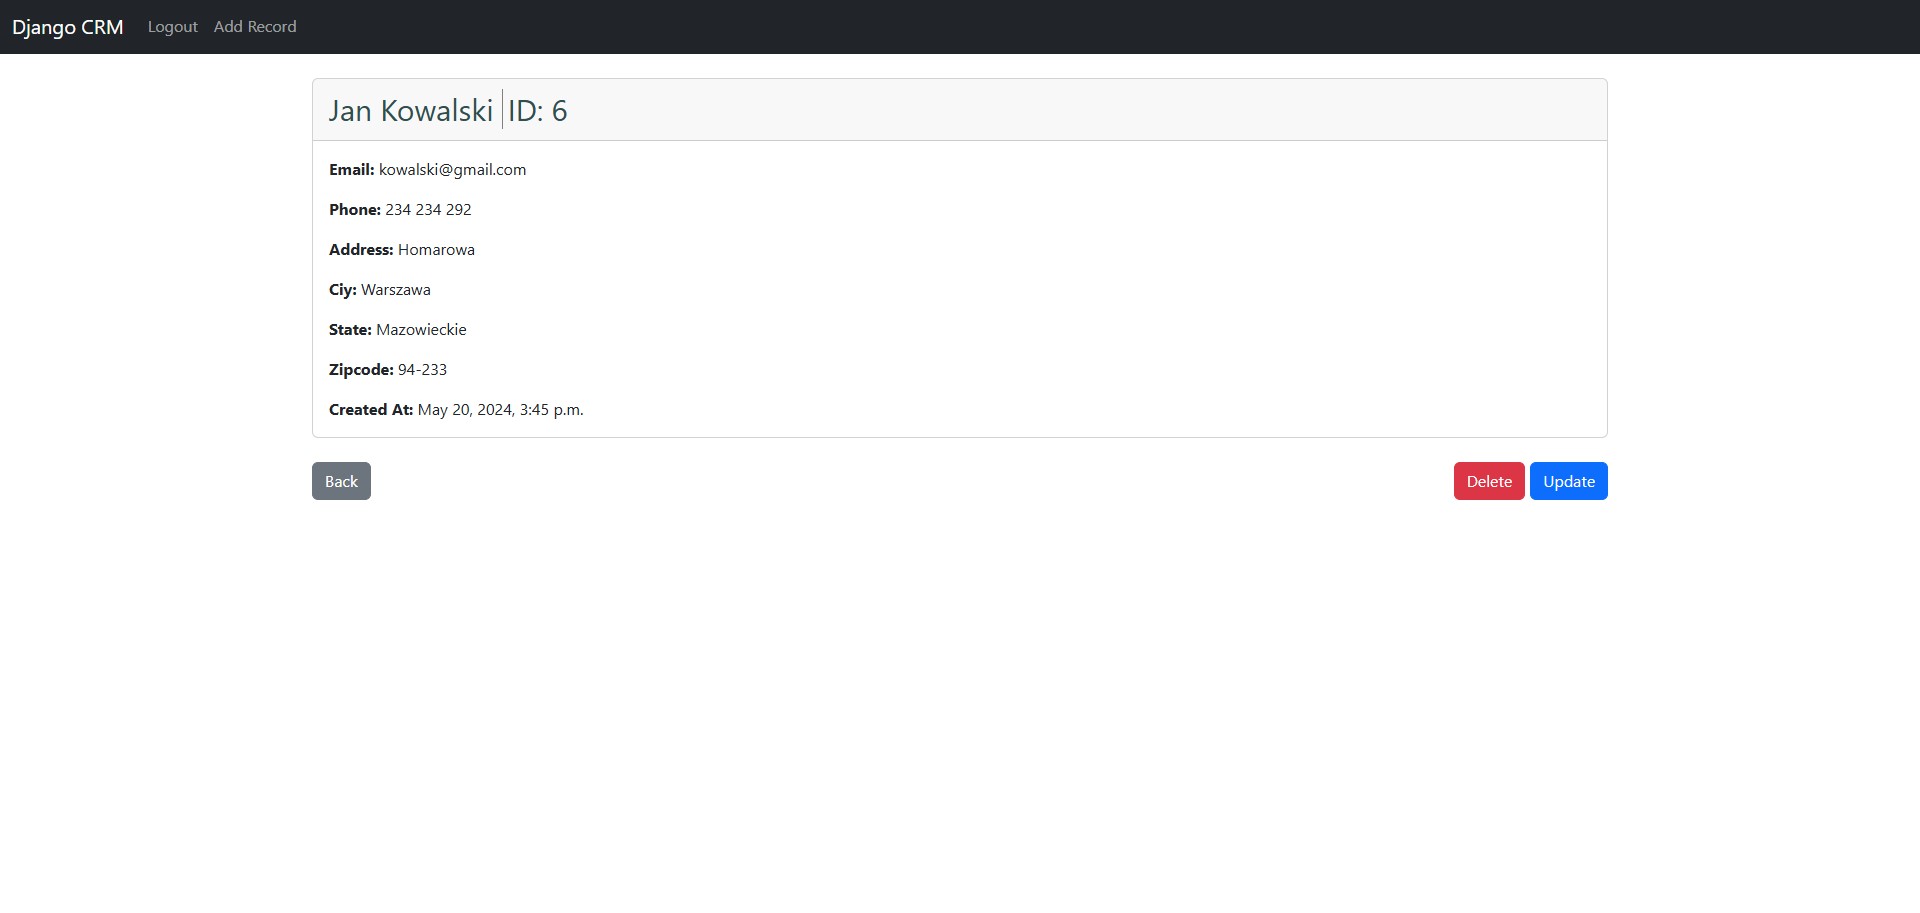 Django CRM Logout Add Record
Jan Kowalski | ID: 6
Email: kowalski@gmail.com
Phone: 234 234 292
Address: Homarowa
Ciy: Warszawa
State: Mazowieckie
Zipcode: 94-233
Created At: May 20, 2024, 3:45 p.m.
Back Delete Update